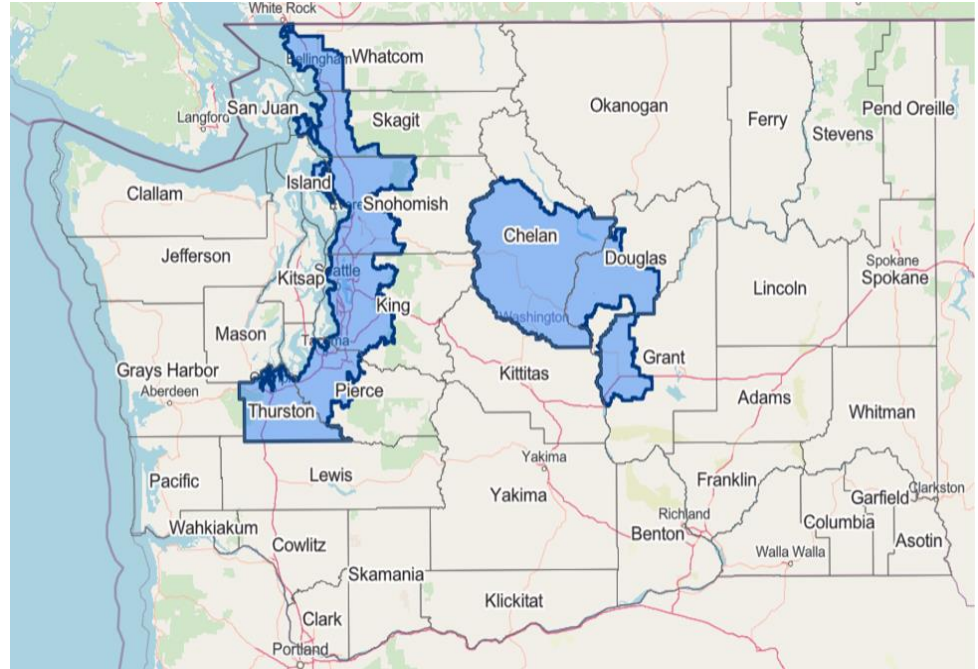 White Rock
Bellingham
Whatcom
Okanogan
Ferry
Pend Oreille
Stevens
San Juan
Langford
Skagit
Island
Clallam
Snohomish
Chelan
Douglas
Jefferson
Kitsap
Seattle
King
Spokane
Spokane
Lincoln
Mason
Washington
Tacoma
Grays Harbor
Aberdeen
Grant
Kittitas
Pierce
Adams
Thurston
Whitman
Yakima
Lewis
Pacific
Yakima
Franklin
Clarkston
Garfield
Richland
Wahkiakum
Columbia
Benton
Asotin
Cowlitz
Walla Walla
Skamania
Klickitat
Clark
Portland